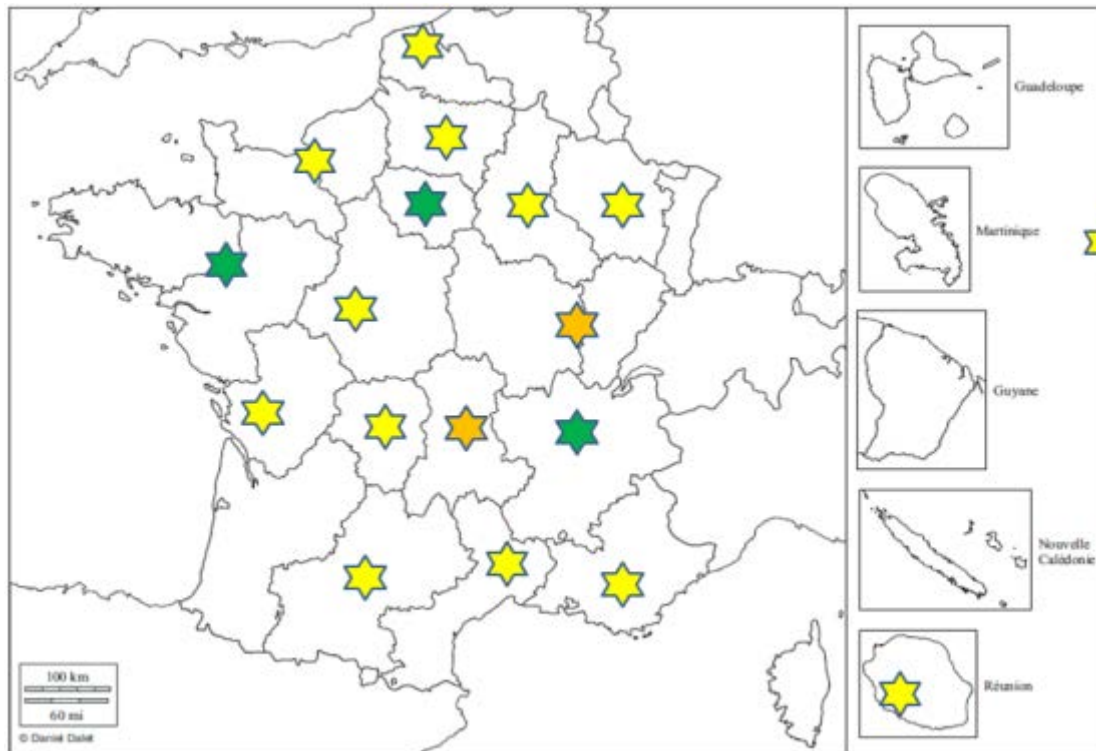 Guadeloupe
Martinique
Guyane
Nouvelle
Calédonie
Réunion
100 km
60 mi
© Daniel Dalet